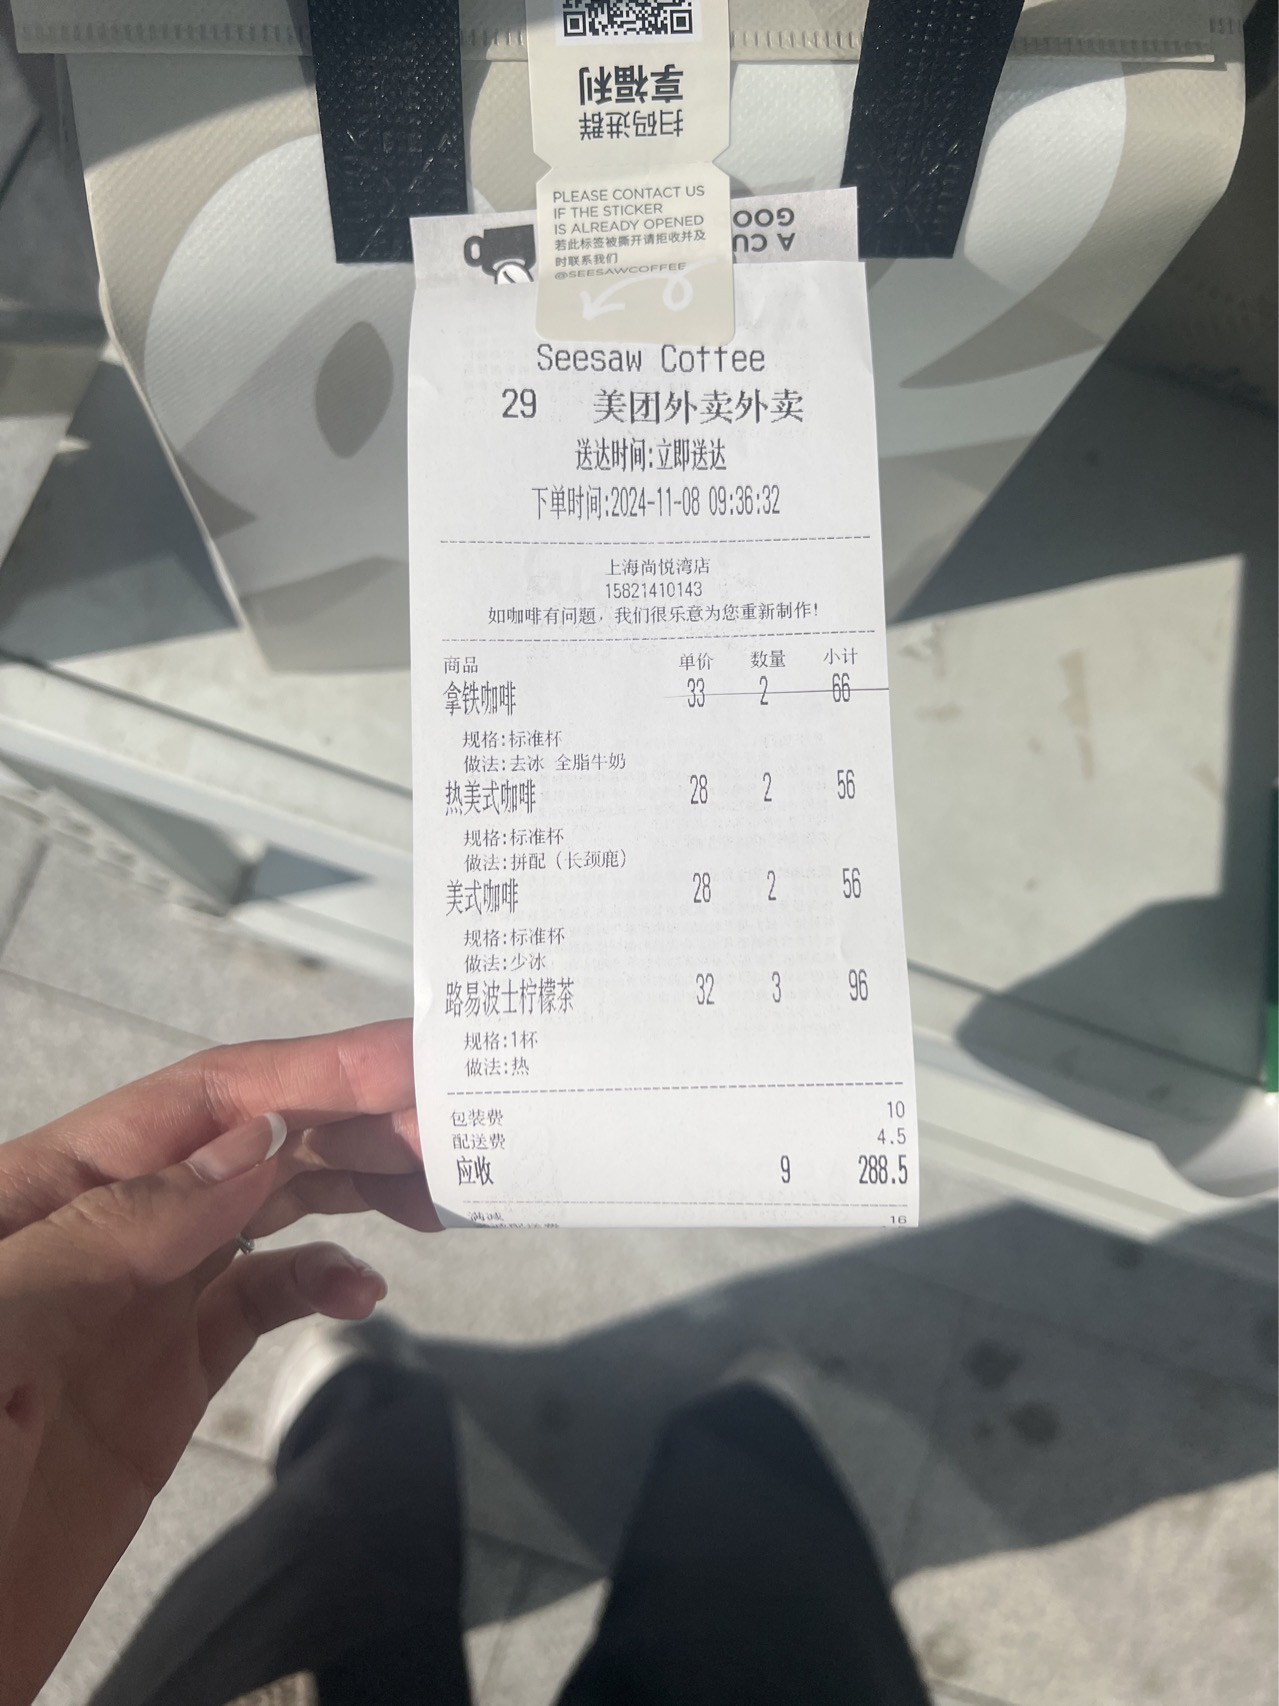 享福利
扫码进群
PLEASE CONTACT US
IF THE STICKER
IS ALREADY OPENED
若此标签被撕开请拒收并及
时联系我们
@SEESAWCOFFEE
A CU
GOO
Seesaw Coffee
29 美团外卖外卖
送达时间:立即送达
下单时间:2024-11-08 09:36:32
上海尚悦湾店
15821410143
如咖啡有问题，我们很乐意为您重新制作!
商品 单价 数量 小计
拿铁咖啡 33 2 66
规格:标准杯
做法:去冰 全脂牛奶
热美式咖啡 28 2 56
规格:标准杯
做法:拼配（长颈鹿）
美式咖啡 28 2 56
规格:标准杯
做法:少冰
路易波士柠檬茶 32 3 96
规格:1杯
做法:热
包装费 10
配送费 4.5
应收 9 288.5
满减 16